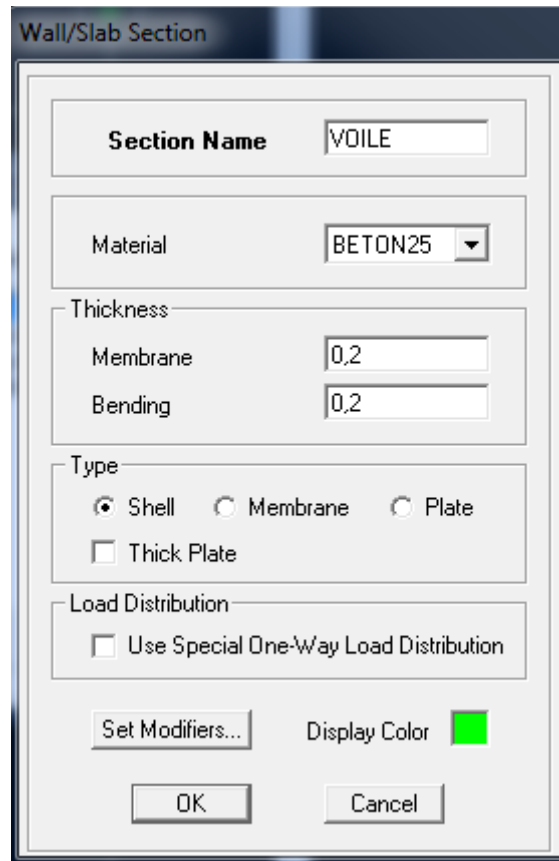 Wall/Slab Section
Section Name VOILE
Material BETON25
Thickness
Membrane 0,2
Bending 0,2
Type
Shell Membrane Plate
Thick Plate
Load Distribution
Use Special One-Way Load Distribution
Set Modifiers... Display Color
OK Cancel